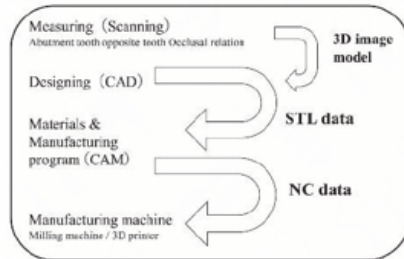 Measuring（Scanning）
Abutment tooth opposite tooth Occlusal relation
3D image
model
Designing（CAD）
STL data
Materials &
Manufacturing
program（CAM）
NC data
Manufacturing machine
Milling machine / 3D printer